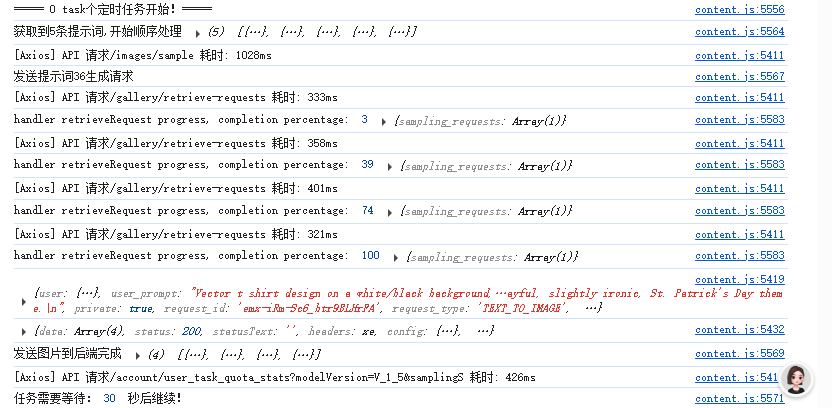 ===== 0 task个定时任务开始! =====  content.js:5556
获取到5条提示词,开始顺序处理 ▶ (5) [{…}, {…}, {…}, {…}, {…}]  content.js:5564
[Axios] API 请求/images/sample 耗时: 1028ms  content.js:5411
发送提示词36生成请求  content.js:5567
[Axios] API 请求/gallery/retrieve-requests 耗时: 333ms  content.js:5411
handler retrieveRequest progress, completion percentage: 3 ▶ {sampling_requests: Array(1)}  content.js:5583
[Axios] API 请求/gallery/retrieve-requests 耗时: 358ms  content.js:5411
handler retrieveRequest progress, completion percentage: 39 ▶ {sampling_requests: Array(1)}  content.js:5583
[Axios] API 请求/gallery/retrieve-requests 耗时: 401ms  content.js:5411
handler retrieveRequest progress, completion percentage: 74 ▶ {sampling_requests: Array(1)}  content.js:5583
[Axios] API 请求/gallery/retrieve-requests 耗时: 321ms  content.js:5411
handler retrieveRequest progress, completion percentage: 100 ▶ {sampling_requests: Array(1)}  content.js:5583
content.js:5419
▶ {user: {…}, user_prompt: "Vector t shirt design on a white/black background,…ayful, slightly ironic, St. Patrick's Day them
e.\n", private: true, request_id: 'emx-iRm-Sc6_htr9BLHrPA', request_type: 'TEXT_TO_IMAGE', …}
▶ {data: Array(4), status: 200, statusText: '', headers: xe, config: {…}, …}  content.js:5432
发送图片到后端完成 ▶ (4) [{…}, {…}, {…}, {…}]  content.js:5569
[Axios] API 请求/account/user_task_quota_stats?modelVersion=V_1_5&samplingS 耗时: 426ms  content.js:541
任务需要等待: 30 秒后继续!  content.js:5571